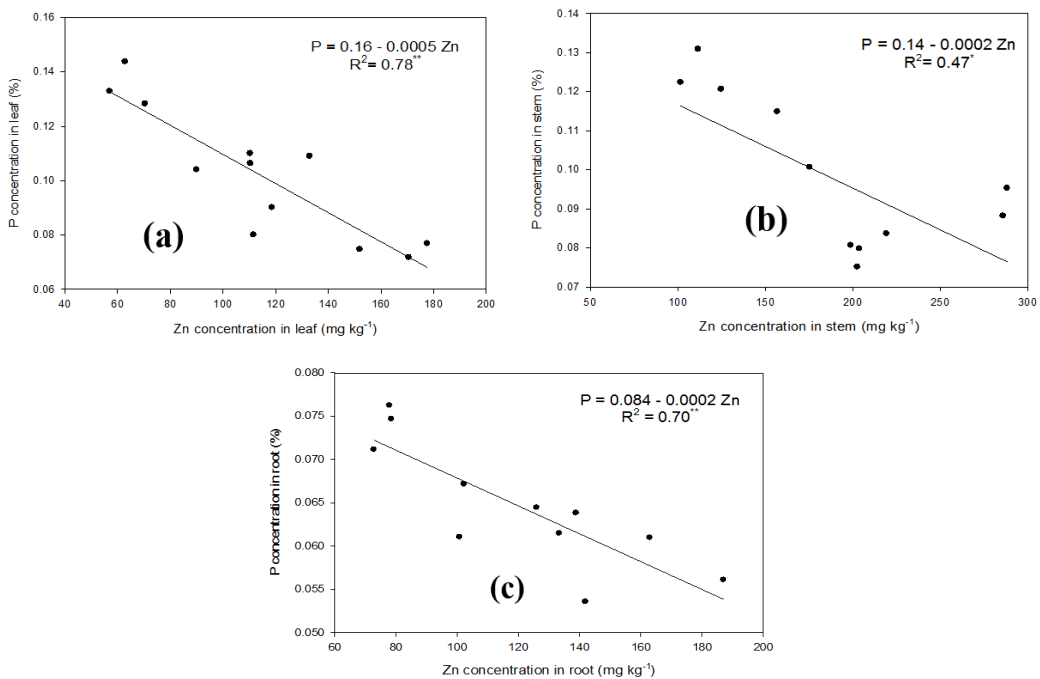 0.16
0.14
0.12
0.10
0.08
0.06
P concentration in leaf (%)
P = 0.16 - 0.0005 Zn
R²= 0.78**
(a)
40 60 80 100 120 140 160 180 200
Zn concentration in leaf (mg kg⁻¹)
0.14
0.13
0.12
0.11
0.10
0.09
0.08
0.07
P concentration in stem (%)
P = 0.14 - 0.0002 Zn
R²= 0.47*
(b)
50 100 150 200 250 300
Zn concentration in stem (mg kg⁻¹)
0.080
0.075
0.070
0.065
0.060
0.055
0.050
P concentration in root (%)
P = 0.084 - 0.0002 Zn
R² = 0.70**
(c)
60 80 100 120 140 160 180 200
Zn concentration in root (mg kg⁻¹)